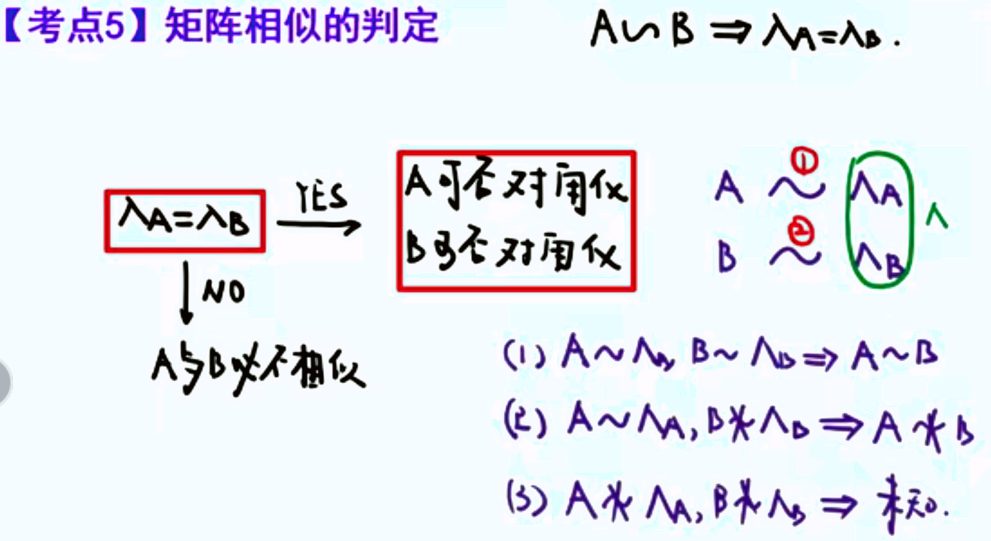 【考点5】矩阵相似的判定
A∽B ⇒ λA=λB.
λA=λB
YES
A可否对角化
B可否对角化
NO
A与B必不相似
A ~ ΛA
①
B ~ ΛB
②
Λ
(1) A~ΛA, B~ΛB ⇒ A~B
(2) A~ΛA, B≁ΛB ⇒ A≁B
(3) A≁ΛA, B≁ΛB ⇒ 未知.